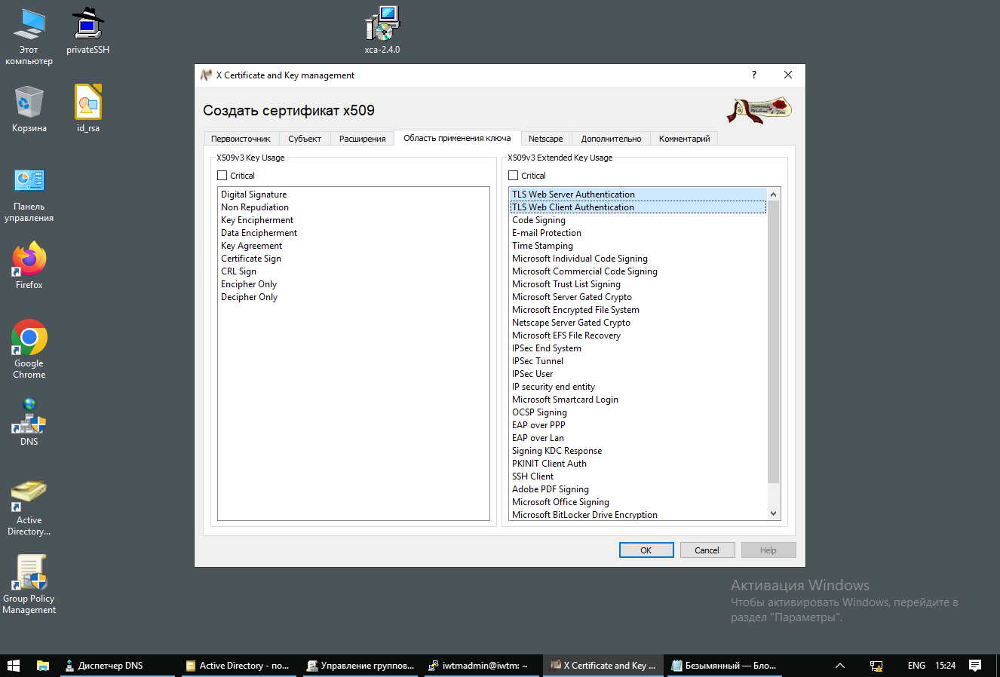 Этот
компьютер
privateSSH
xca-2.4.0
Корзина
id_rsa
Панель
управления
Firefox
Google
Chrome
DNS
Active
Directory...
Group Policy
Management
X Certificate and Key management
?
Создать сертификат x509
Первоисточник
Субъект
Расширения
Область применения ключа
Netscape
Дополнительно
Комментарий
X509v3 Key Usage
Critical
Digital Signature
Non Repudiation
Key Encipherment
Data Encipherment
Key Agreement
Certificate Sign
CRL Sign
Encipher Only
Decipher Only
X509v3 Extended Key Usage
Critical
TLS Web Server Authentication
TLS Web Client Authentication
Code Signing
E-mail Protection
Time Stamping
Microsoft Individual Code Signing
Microsoft Commercial Code Signing
Microsoft Trust List Signing
Microsoft Server Gated Crypto
Microsoft Encrypted File System
Netscape Server Gated Crypto
Microsoft EFS File Recovery
IPSec End System
IPSec Tunnel
IPSec User
IP security end entity
Microsoft Smartcard Login
OCSP Signing
EAP over PPP
EAP over Lan
Signing KDC Response
PKINIT Client Auth
SSH Client
Adobe PDF Signing
Microsoft Office Signing
Microsoft BitLocker Drive Encryption
OK
Cancel
Help
Активация Windows
Чтобы активировать Windows, перейдите в
раздел "Параметры".
Диспетчер DNS
Active Directory - по...
Управление группов...
iwtmadmin@iwtm: ~
X Certificate and Key ...
Безымянный — Бло...
ENG
15:24